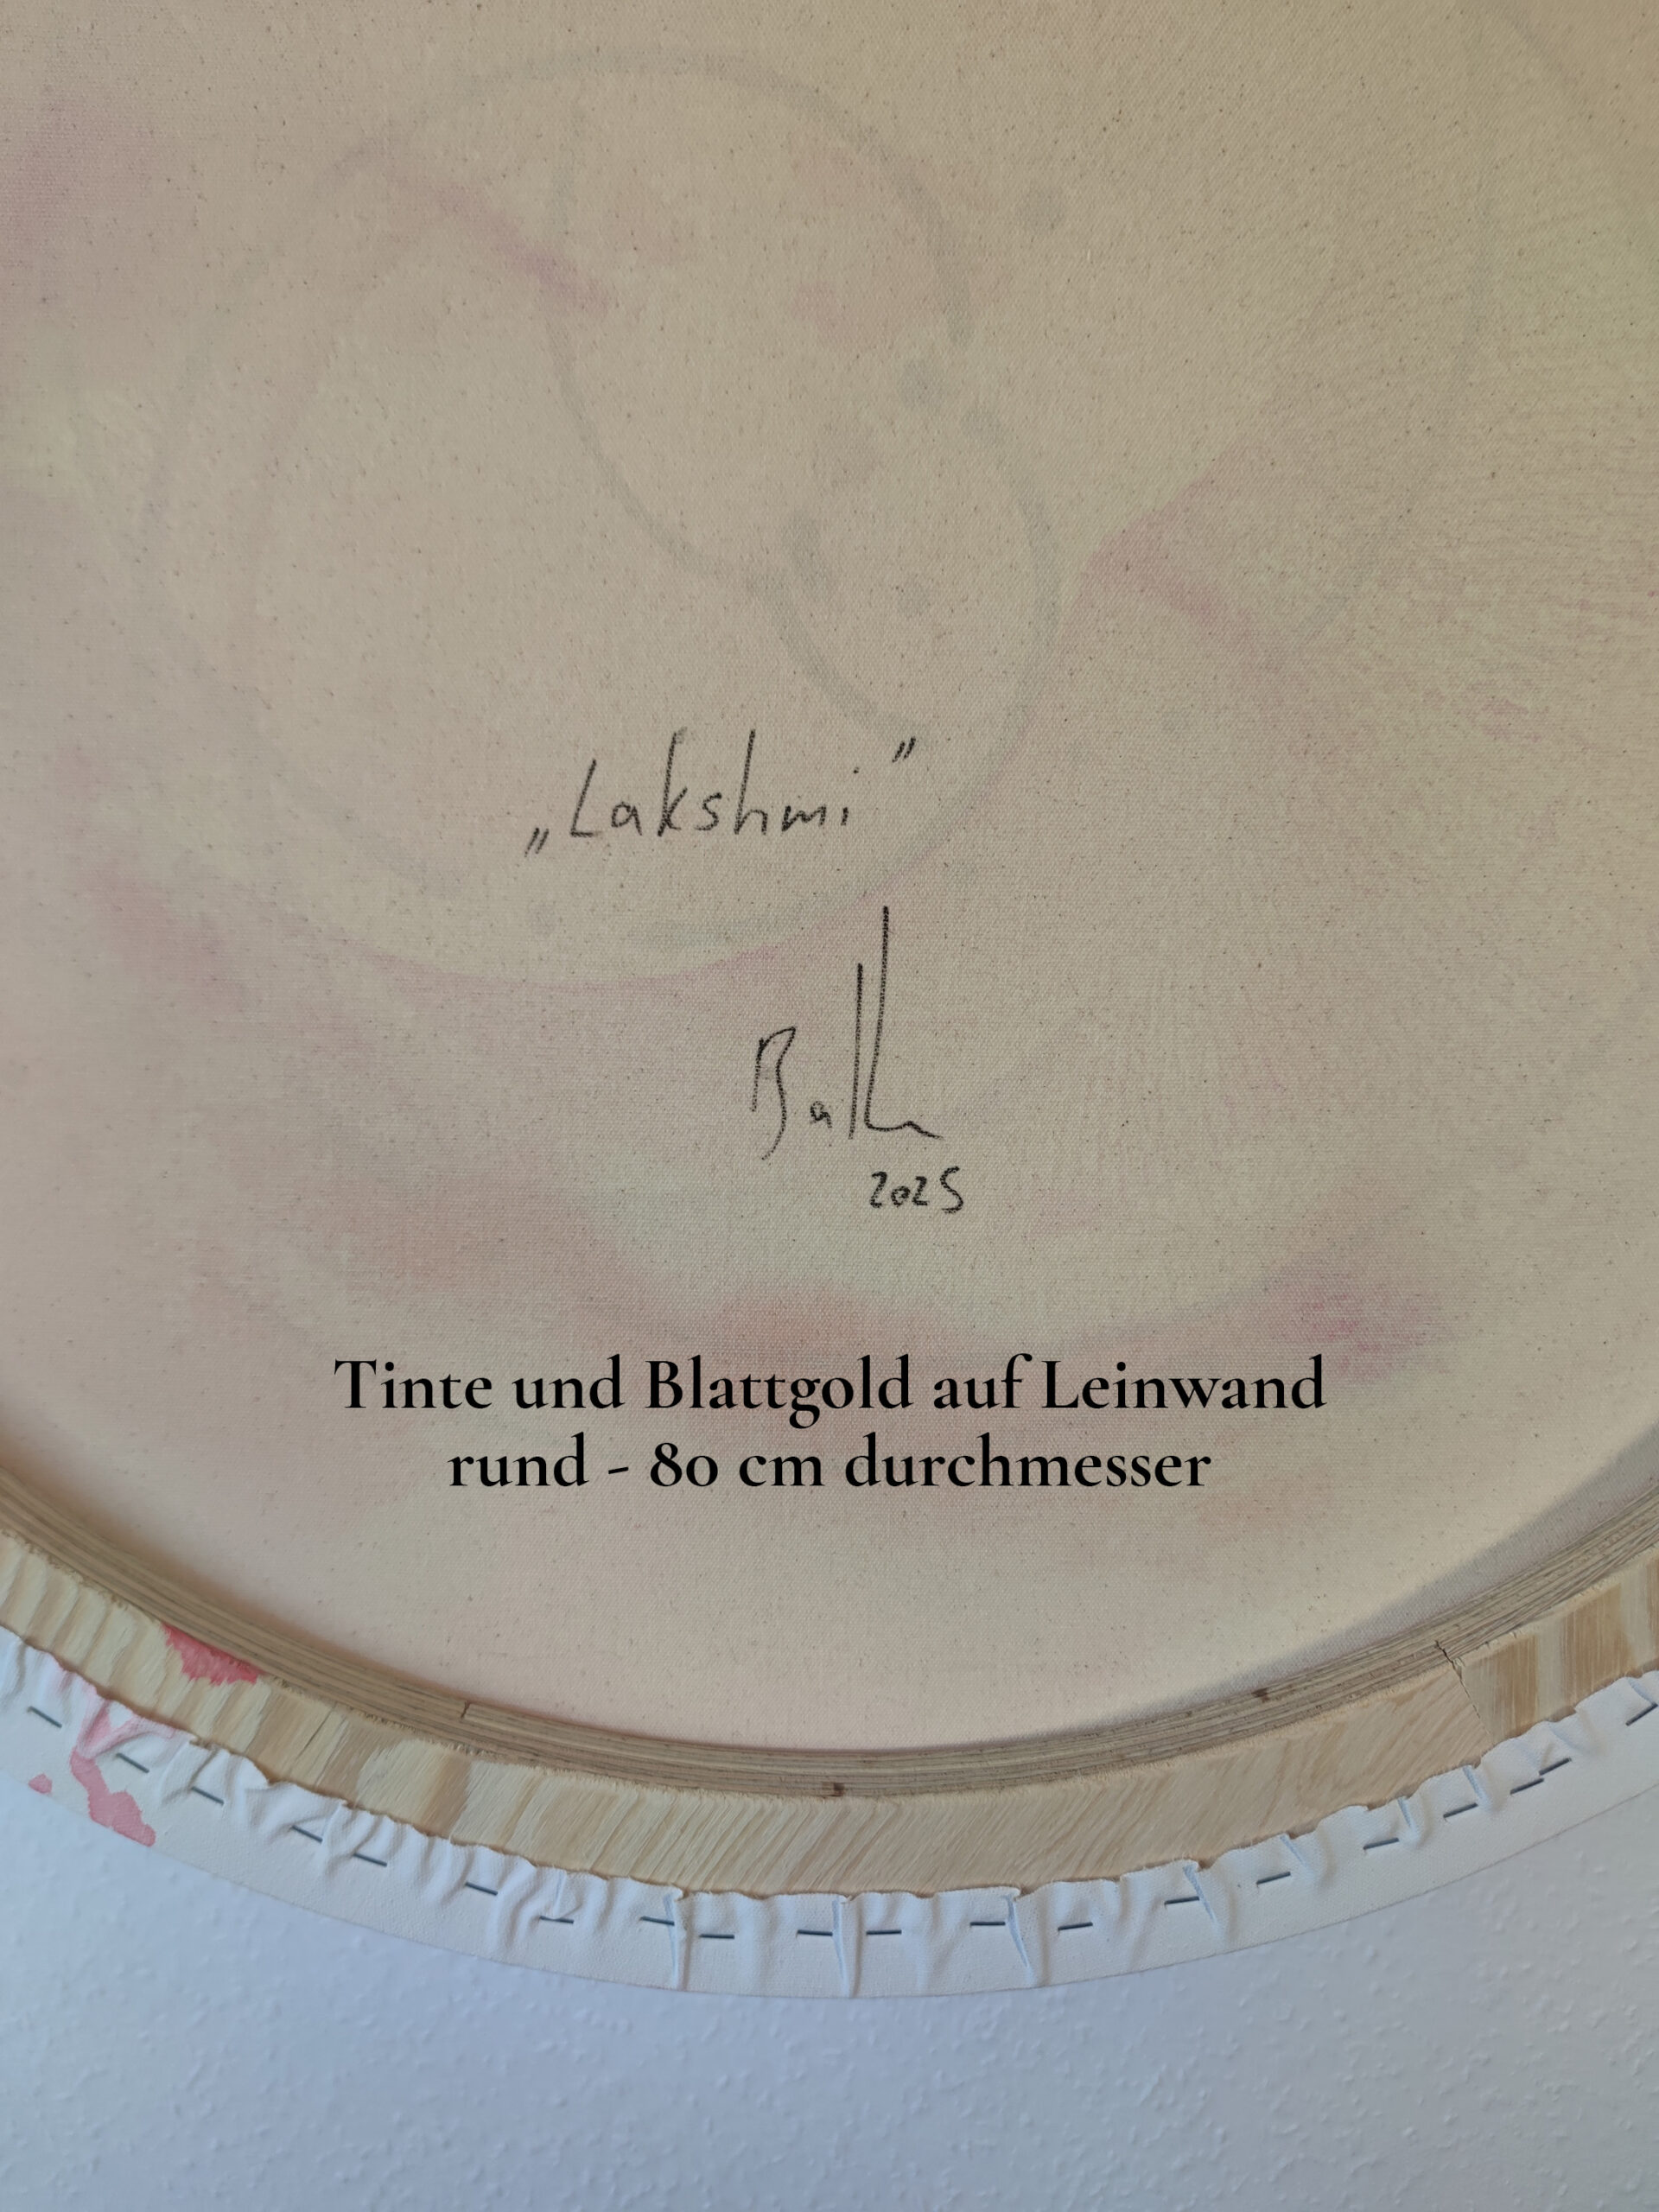 „Lakshmi"
2025
Tinte und Blattgold auf Leinwand
rund - 80 cm durchmesser